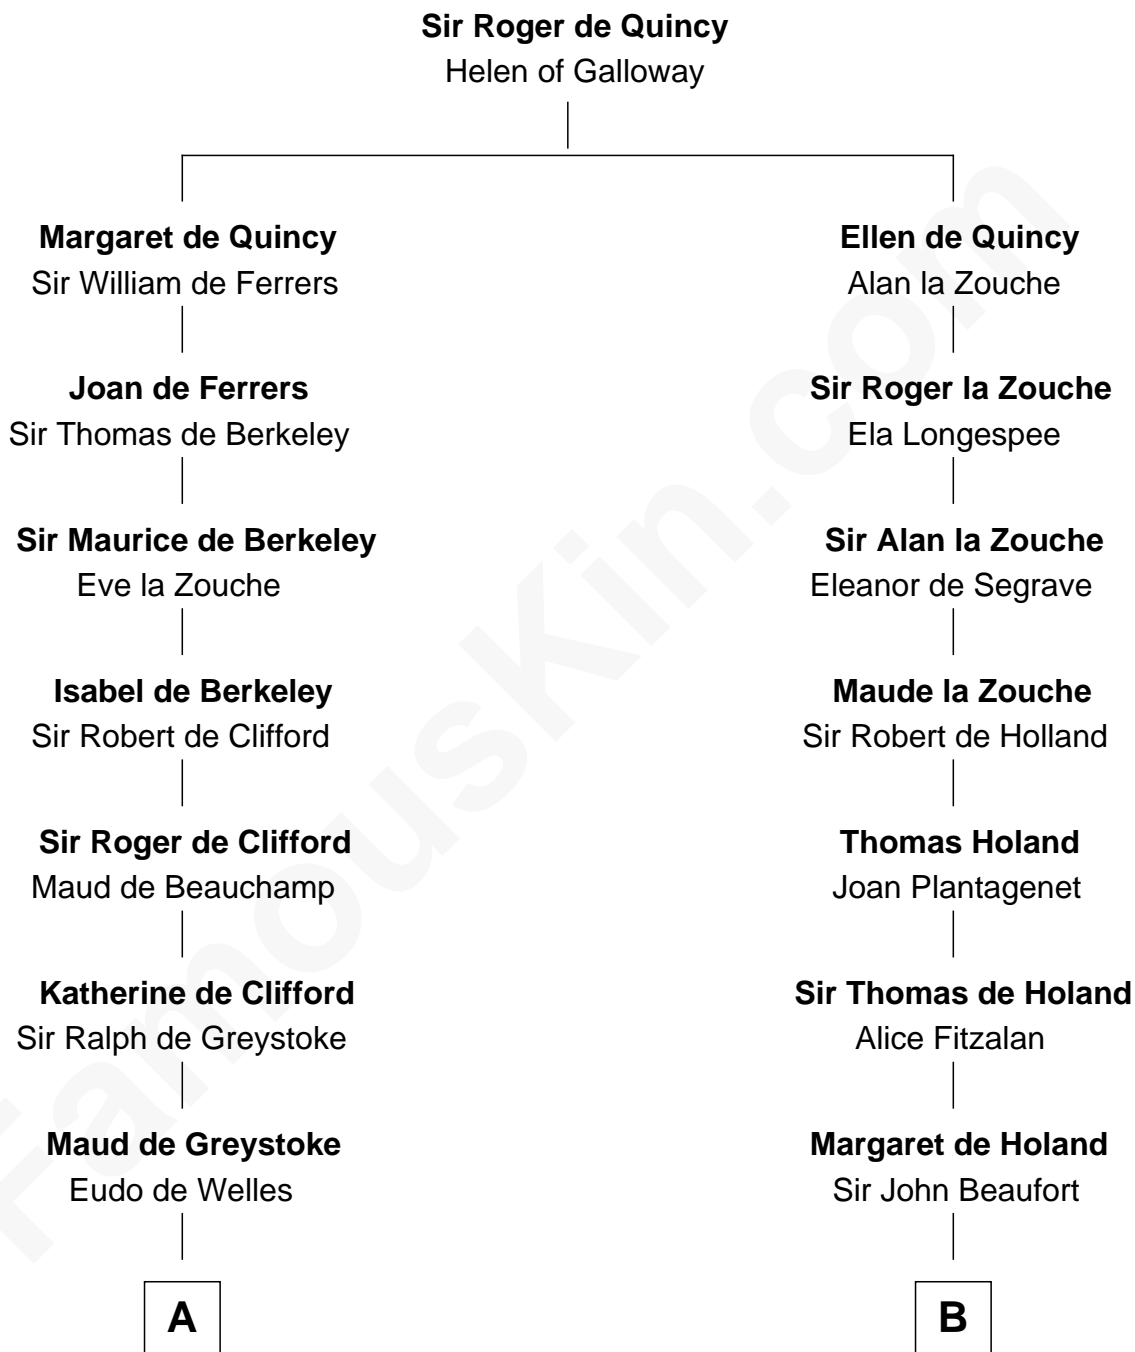 Sir Roger de Quincy
Helen of Galloway
Margaret de Quincy
Sir William de Ferrers
Joan de Ferrers
Sir Thomas de Berkeley
Sir Maurice de Berkeley
Eve la Zouche
Isabel de Berkeley
Sir Robert de Clifford
Sir Roger de Clifford
Maud de Beauchamp
Katherine de Clifford
Sir Ralph de Greystoke
Maud de Greystoke
Eudo de Welles
A
Ellen de Quincy
Alan la Zouche
Sir Roger la Zouche
Ela Longespee
Sir Alan la Zouche
Eleanor de Segrave
Maude la Zouche
Sir Robert de Holland
Thomas Holand
Joan Plantagenet
Sir Thomas de Holand
Alice Fitzalan
Margaret de Holand
Sir John Beaufort
B
FamousKin.com